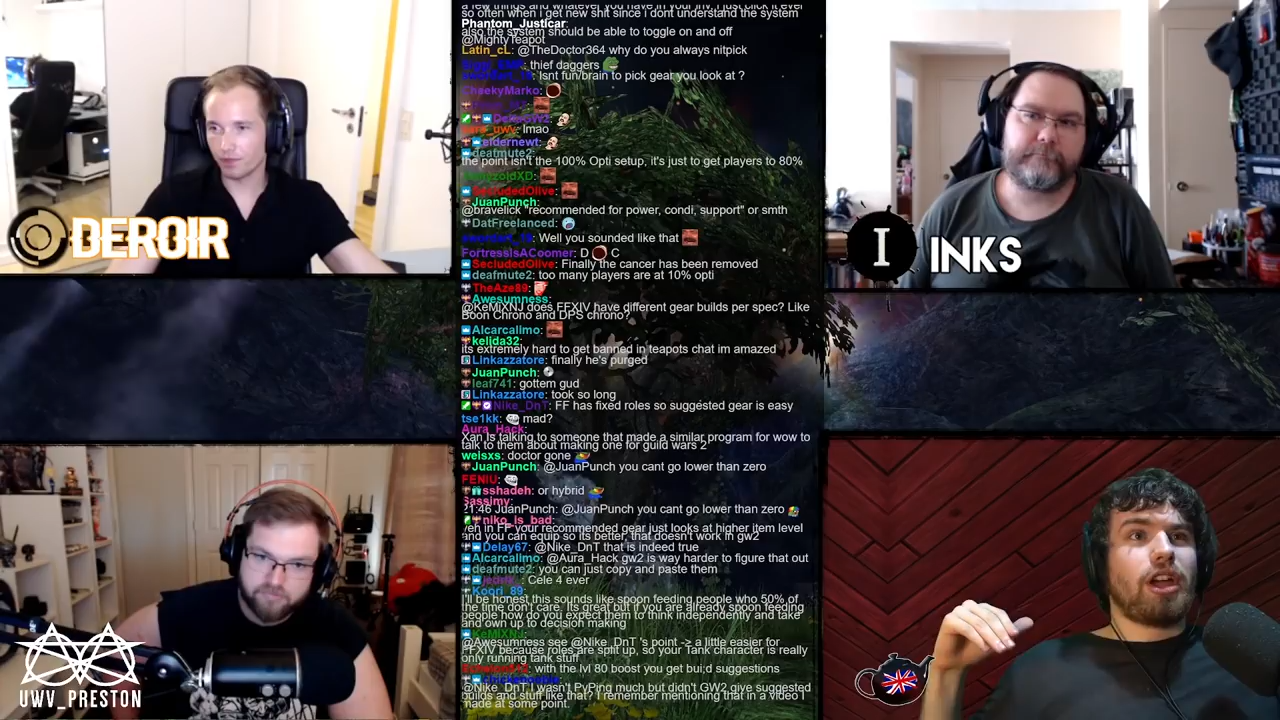 so often when i get new shit since i dont understand the system
Phantom_Justicar:
also the system should be able to toggle on and off
@MightyTeapot
Latin_cL: @TheDoctor364 why do you always nitpick
thief daggers
Isnt fun/brain to pick gear you look at ?
CheekyMarko:
lmao
eldernewt:
deafmute2:
the point isn't the 100% Opti setup, it's just to get players to 80%
SecludedOlive:
JuanPunch:
@bravelick "recommended for power, condi, support" or smth
DatFreelanced:
Well you sounded like that
FortressIsACoomer: D C
SecludedOlive: Finally the cancer has been removed
deafmute2: too many players are at 10% opti
TheAze89:
Awesumness:
@KeMiXNJ does FFXIV have different gear builds per spec? Like
Boon Chrono and DPS chrono?
Alcarcalimo:
kelida32:
its extremely hard to get banned in teapots chat im amazed
Linkazzatore: finally he's purged
JuanPunch:
leaf741: gottem gud
Linkazzatore: took so long
Nike_DnT: FF has fixed roles so suggested gear is easy
tse1kk: mad?
Aura_Hack:
Xan Is talking to someone that made a similar program for wow to
talk to them about making one for guild wars 2
weisxs: doctor gone
JuanPunch: @JuanPunch you cant go lower than zero
FENIU:
sshadeh: or hybrid
Sassimy:
21:46 JuanPunch: @JuanPunch you cant go lower than zero
niko_is_bad:
yeh in FF your recommended gear just looks at higher item level
and you can equip so its better, that doesn't work in gw2
Delay67: @Nike_DnT that is indeed true
Alcarcalimo: @Aura_Hack gw2 is way harder to figure that out
deafmute2: you can just copy and paste them
Cele 4 ever
Koori_89:
I'll be honest this sounds like spoon feeding people who 50% of
the time don't care. Its great but if you are already spoon feeding
people how do you expect them to think independently and take
and own up to decision making
KeMiXNJ:
@Awesumness see @Nike_DnT 's point -> a little easier for
FFXIV because roles are split up, so your Tank character is really
only running tank stuff
with the lvl 80 boost you get bui;d suggestions
@Nike_DnT I wasn't PvPing much but didn't GW2 give suggested
builds and stuff like that? I remember mentioning that in a video I
made at some point.
DEROIR
I
INKS
UWV_PRESTON